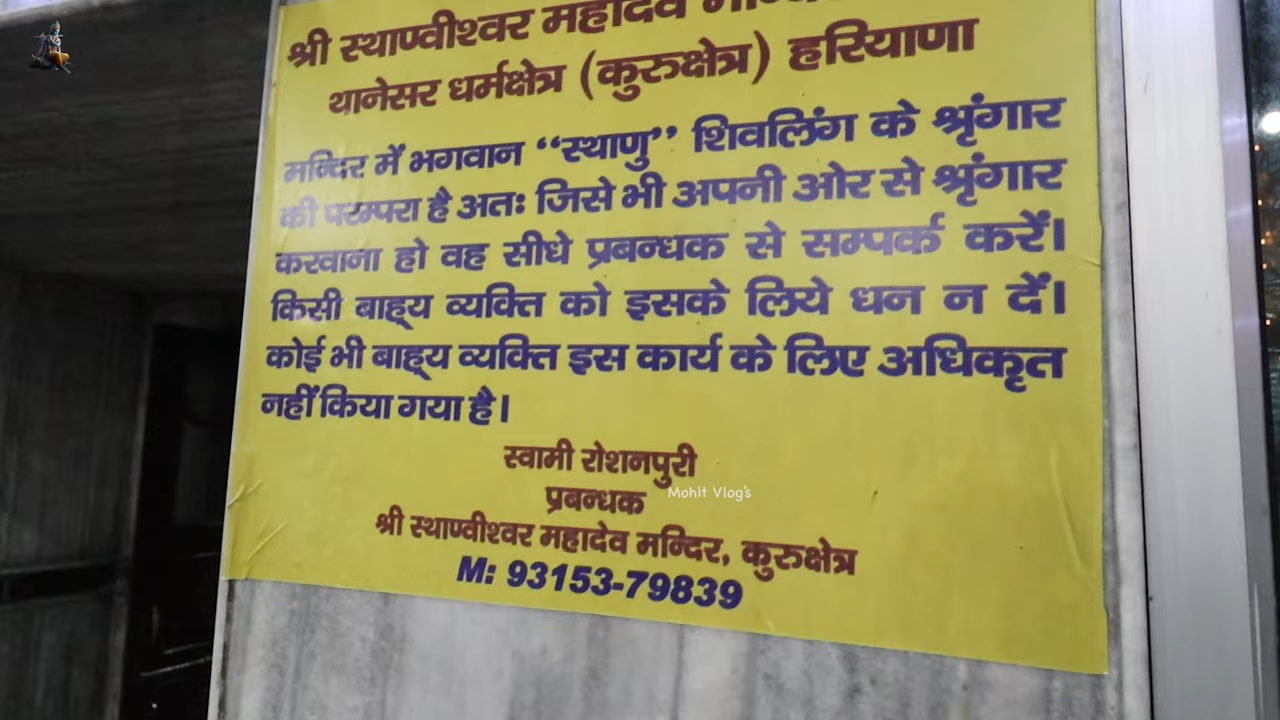 श्री स्थाण्वीश्वर महादेव
थानेसर धर्मक्षेत्र (कुरुक्षेत्र) हरियाणा
मन्दिर में भगवान “स्थाणु” शिवलिंग के श्रृंगार
की परम्परा है अतः जिसे भी अपनी ओर से श्रृंगार
करवाना हो वह सीधे प्रबन्धक से सम्पर्क करें।
किसी बाह्य व्यक्ति को इसके लिये धन न दें।
कोई भी बाह्य व्यक्ति इस कार्य के लिए अधिकृत
नहीं किया गया है।
स्वामी रोशनपुरी
प्रबन्धक
Mohit Vlog's
श्री स्थाण्वीश्वर महादेव मन्दिर, कुरुक्षेत्र
M: 93153-79839